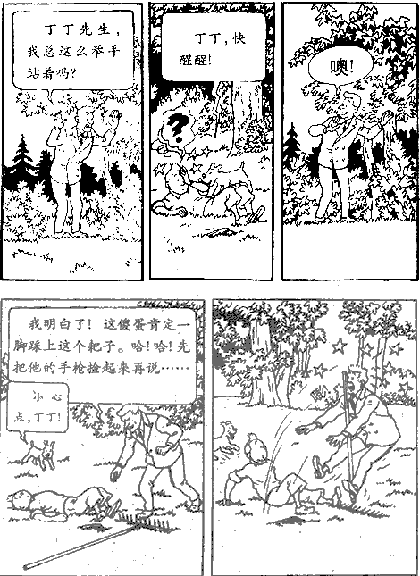 丁丁先生,
我总这么举手
站着吗?
丁丁,快
醒醒!
?
噢!
我明白了! 这傻蛋肯定一
脚踩上这个耙子。哈!哈!先
把他的手枪捡起来再说……
小心
点,丁丁!